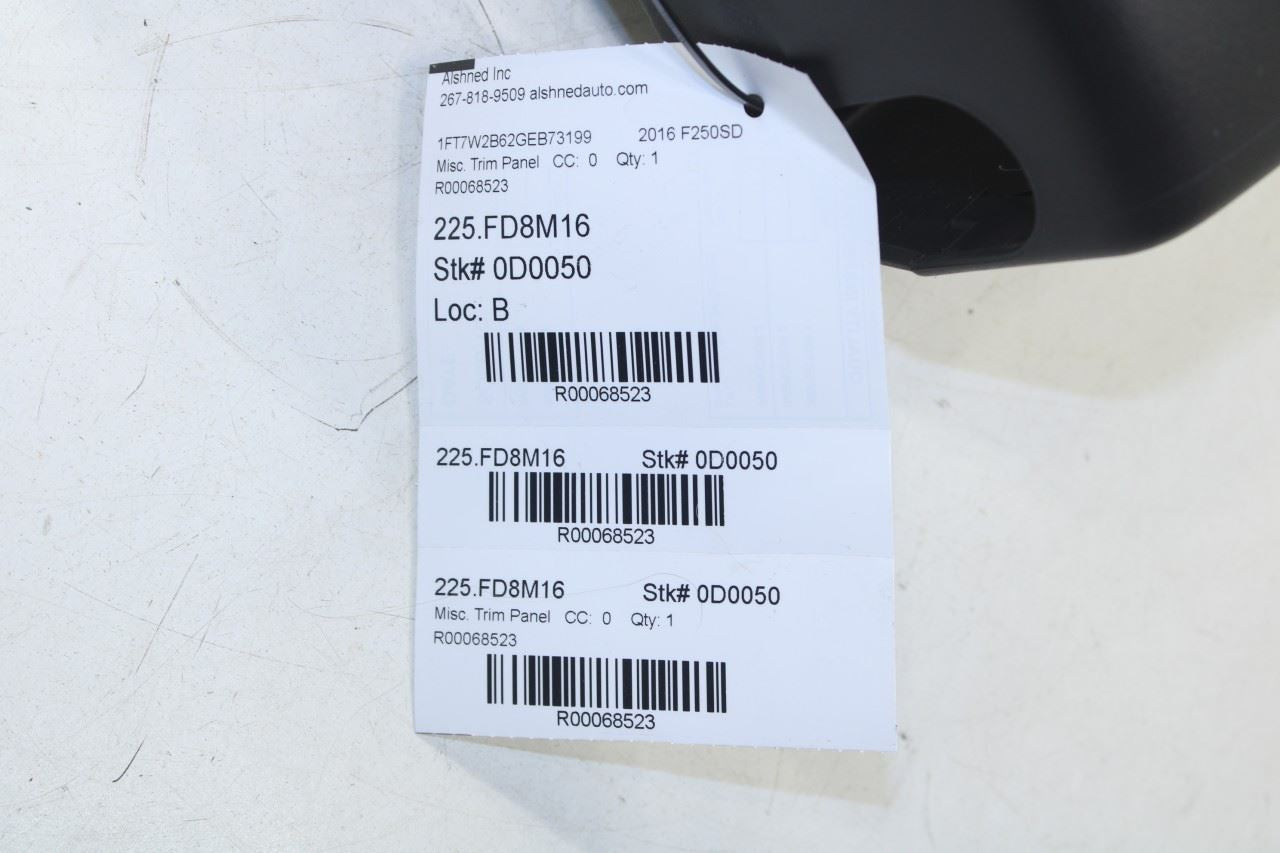 Alshned Inc
267-818-9509 alshnedauto.com
1FT7W2B62GEB73199 2016 F250SD
Misc. Trim Panel CC: 0 Qty: 1
R00068523
225.FD8M16
Stk# 0D0050
Loc: B
R00068523
225.FD8M16 Stk# 0D0050
R00068523
225.FD8M16 Stk# 0D0050
Misc. Trim Panel CC: 0 Qty: 1
R00068523
R00068523